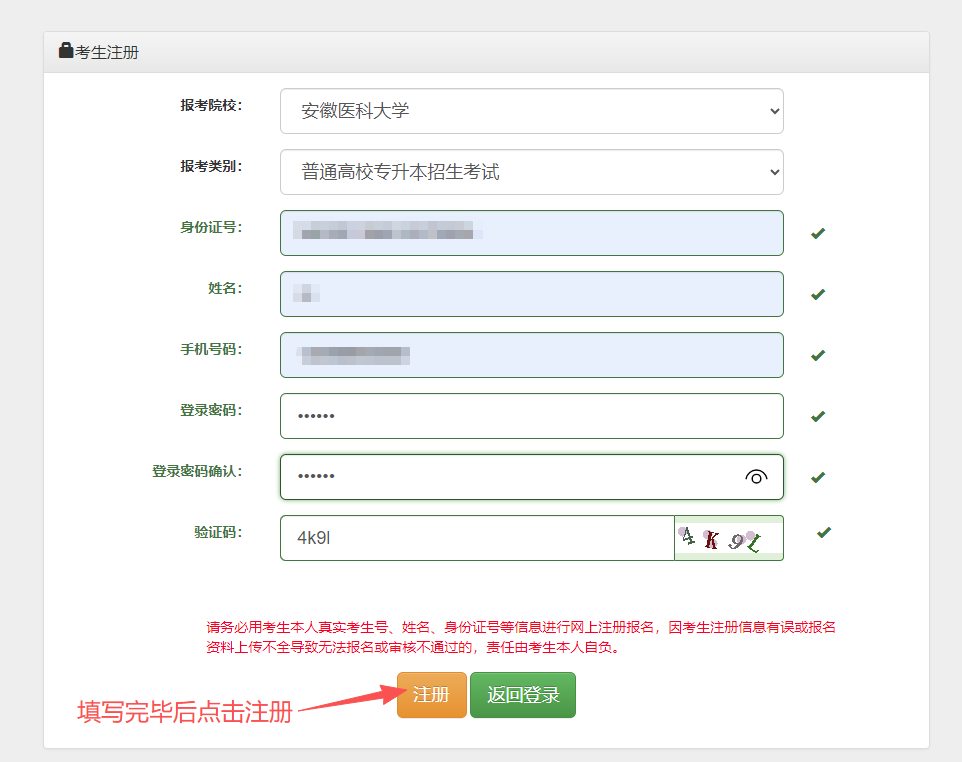 考生注册
报考院校：
安徽医科大学
报考类别：
普通高校专升本招生考试
身份证号：
姓名：
手机号码：
登录密码：
••••••
登录密码确认：
••••••
验证码：
4k9l
4 K 9 L
请务必用考生本人真实考生号、姓名、身份证号等信息进行网上注册报名，因考生注册信息有误或报名
资料上传不全导致无法报名或审核不通过的，责任由考生本人自负。
注册
返回登录
填写完毕后点击注册